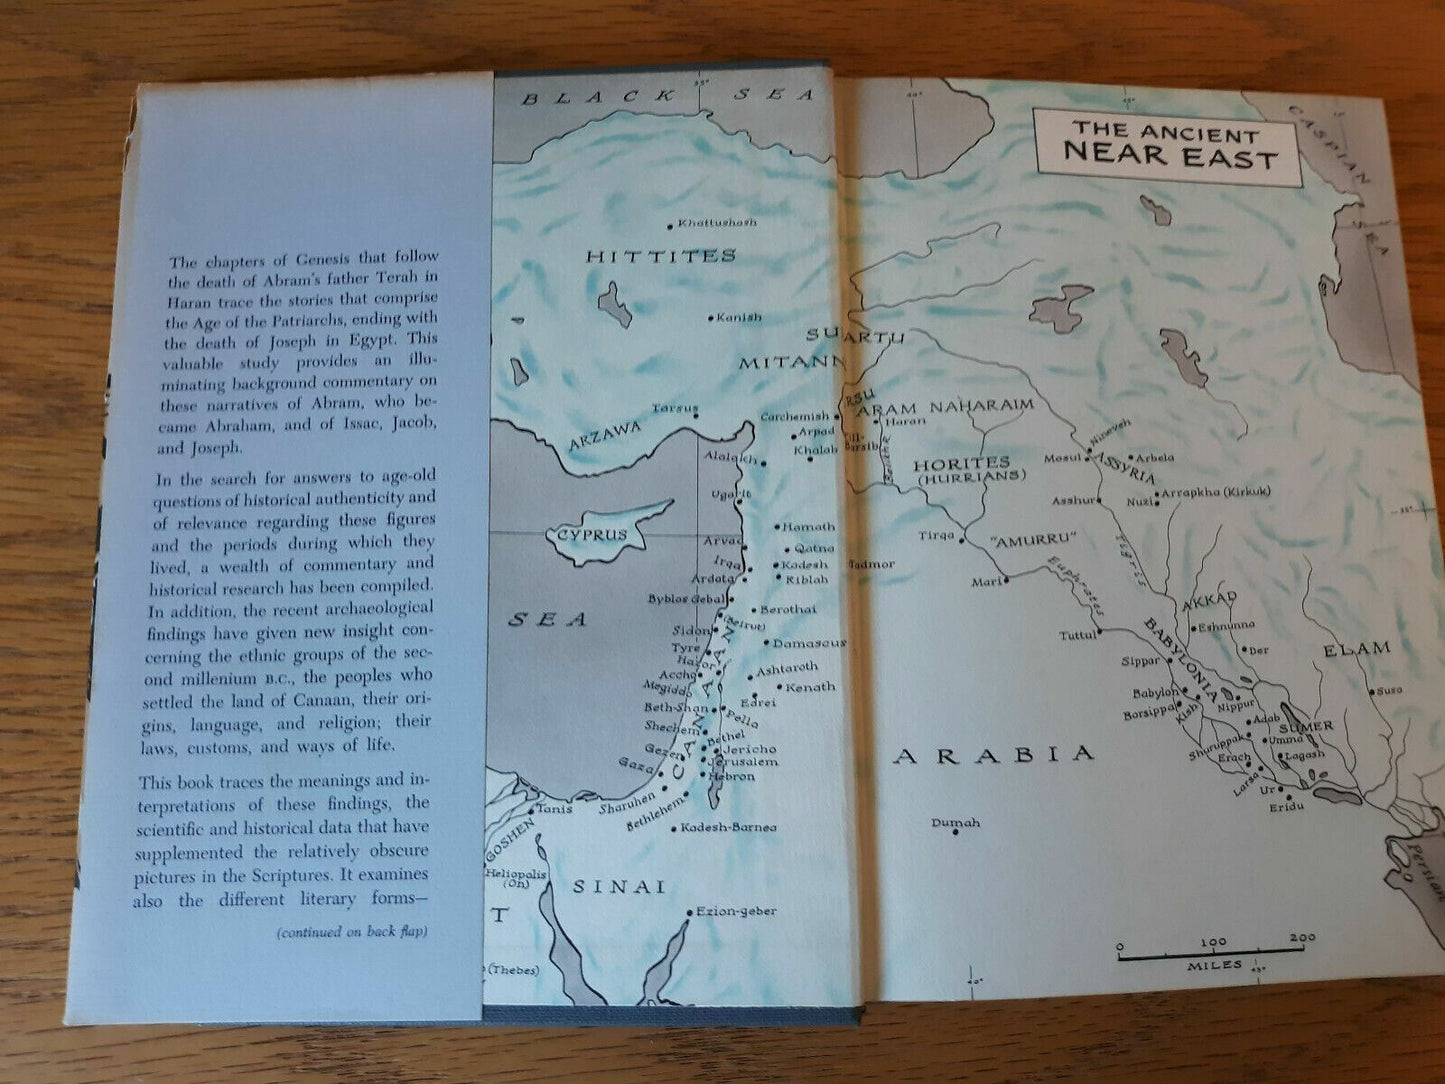 The chapters of Genesis that follow
the death of Abram's father Terah in
Haran trace the stories that comprise
the Age of the Patriarchs, ending with
the death of Joseph in Egypt. This
valuable study provides an illu-
minating background commentary on
these narratives of Abram, who be-
came Abraham, and of Issac, Jacob,
and Joseph.
In the search for answers to age-old
questions of historical authenticity and
of relevance regarding these figures
and the periods during which they
lived, a wealth of commentary and
historical research has been compiled.
In addition, the recent archaeological
findings have given new insight con-
cerning the ethnic groups of the sec-
ond millenium B.C., the peoples who
settled the land of Canaan, their ori-
gins, language, and religion; their
laws, customs, and ways of life.
This book traces the meanings and in-
terpretations of these findings, the
scientific and historical data that have
supplemented the relatively obscure
pictures in the Scriptures. It examines
also the different literary forms—
(continued on back flap)
BLACK SEA
Khattushash
HITTITES
Kanish
SU
ARTU
MITANN
Tarsus
ARZAWA
Carchemish
Arpad
Khalab
Alalakh
Ugarit
CYPRUS
Hamath
Arvad
Qatna
Irqa
Kadesh
Ardata
Riblah
Byblos Gebal
Berothai
SEA
(Beirut)
Sidon
Damascus
Tyre
Hazor
Accho
Ashtaroth
Megiddo
Kenath
Edrei
Beth-Shan
Pella
Shechem
CANAAN
Bethel
Gezer
Jericho
Jerusalem
Gaza
Hebron
Sharuhen
Bethlehem
Tanis
GOSHEN
Kadesh-Barnea
Heliopolis
(On)
SINAI
T
Ezion-geber
(Thebes)
THE ANCIENT
NEAR EAST
CASPIAN
SEA
ARAM NAHARAIM
Haran
HORITES
(HURRIANS)
Nineveh
Mosul
ASSYRIA
Arbela
Asshur
Nuzi
Arrapkha (Kirkuk)
Tirqa
"AMURRU"
Tadmor
Mari
Euphrates
Tigris
AKKAD
Eshnunna
Tuttul
BABYLONIA
Der
ELAM
Sippar
Babylon
Susa
Borsippa
Kish
Nippur
Adab
SUMER
Shuruppak
Umma
Erach
Lagash
Larsa
Ur
Eridu
ARABIA
Dumah
Persian
0 100 200
MILES